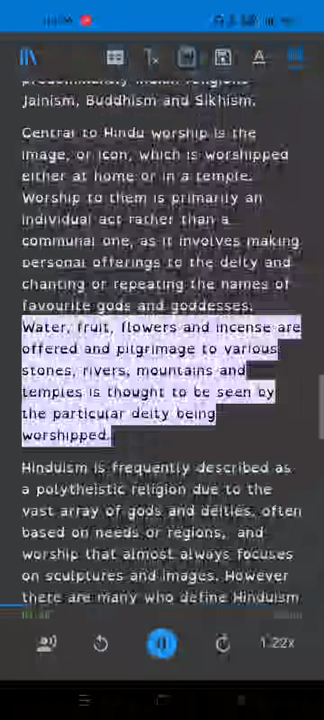 Jainism, Buddhism and Sikhism.
Central to Hindu worship is the
image, or icon, which is worshipped
either at home or in a temple.
Worship to them is primarily an
individual act rather than a
communal one, as it involves making
personal offerings to the deity and
chanting or repeating the names of
favourite gods and goddesses.
Water, fruit, flowers and incense are
offered and pilgrimage to various
stones, rivers, mountains and
temples is thought to be seen by
the particular deity being
worshipped.
Hinduism is frequently described as
a polytheistic religion due to the
vast array of gods and deities, often
based on needs or regions, and
worship that almost always focuses
on sculptures and images. However
there are many who define Hinduism
1.22x